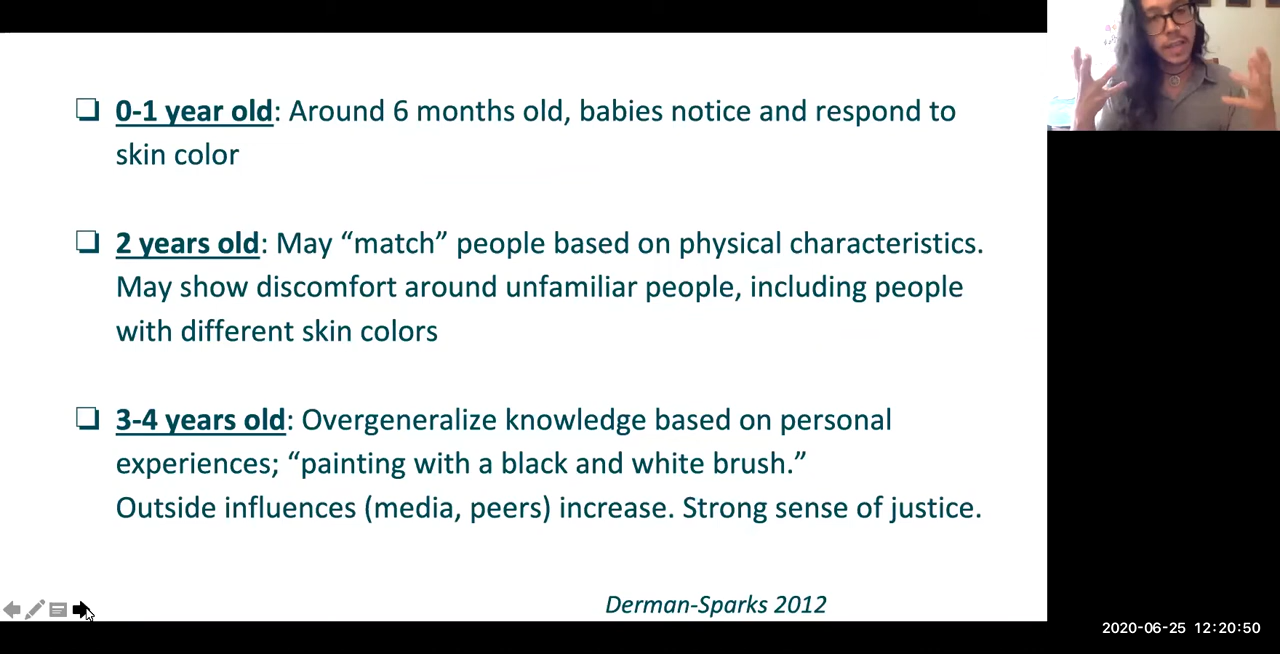 ❏ 0-1 year old: Around 6 months old, babies notice and respond to
skin color
❏ 2 years old: May “match” people based on physical characteristics.
May show discomfort around unfamiliar people, including people
with different skin colors
❏ 3-4 years old: Overgeneralize knowledge based on personal
experiences; “painting with a black and white brush.”
Outside influences (media, peers) increase. Strong sense of justice.
Derman-Sparks 2012
2020-06-25 12:20:50